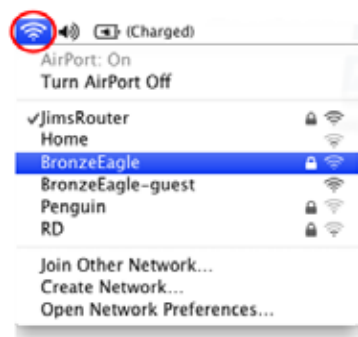 (Charged)
AirPort: On
Turn AirPort Off
✓JimsRouter
Home
BronzeEagle
BronzeEagle-guest
Penguin
RD
Join Other Network...
Create Network...
Open Network Preferences...